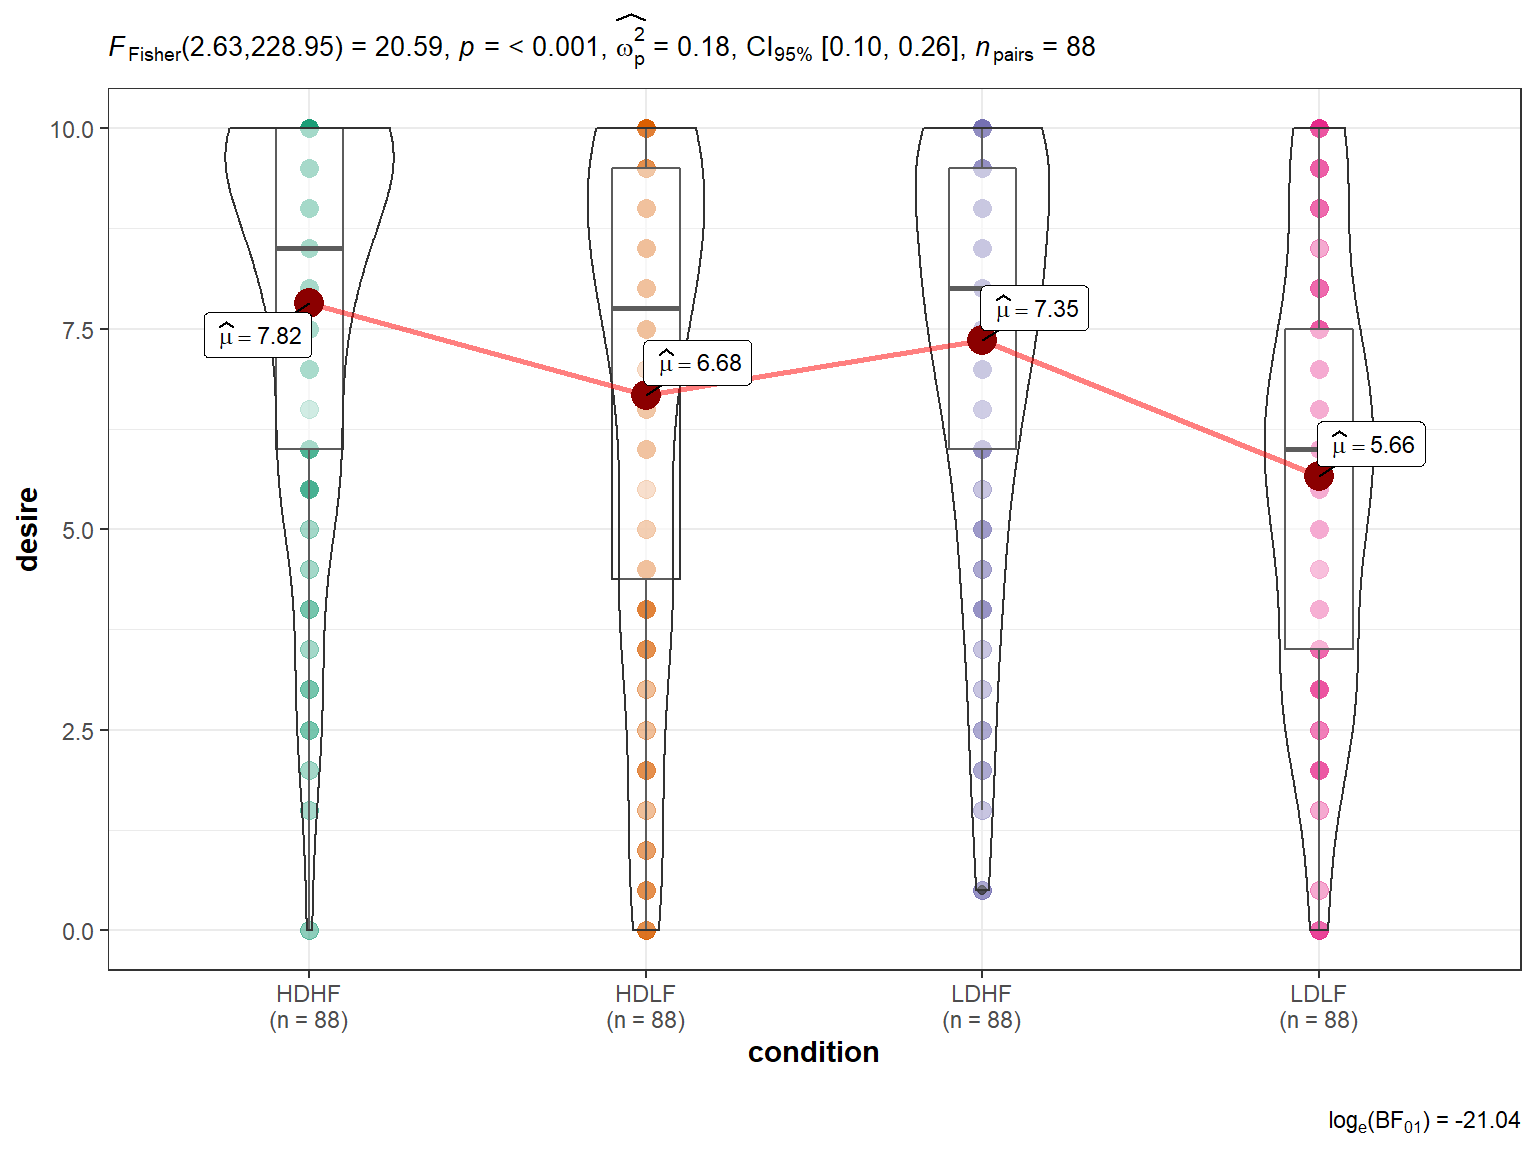 F_Fisher(2.63,228.95) = 20.59, p = < 0.001, ω̂²_p = 0.18, CI_95% [0.10, 0.26], n_pairs = 88
10.0
7.5
5.0
2.5
0.0
desire
μ̂ = 7.82
μ̂ = 6.68
μ̂ = 7.35
μ̂ = 5.66
HDHF
(n = 88)
HDLF
(n = 88)
LDHF
(n = 88)
LDLF
(n = 88)
condition
log_e(BF_01) = -21.04